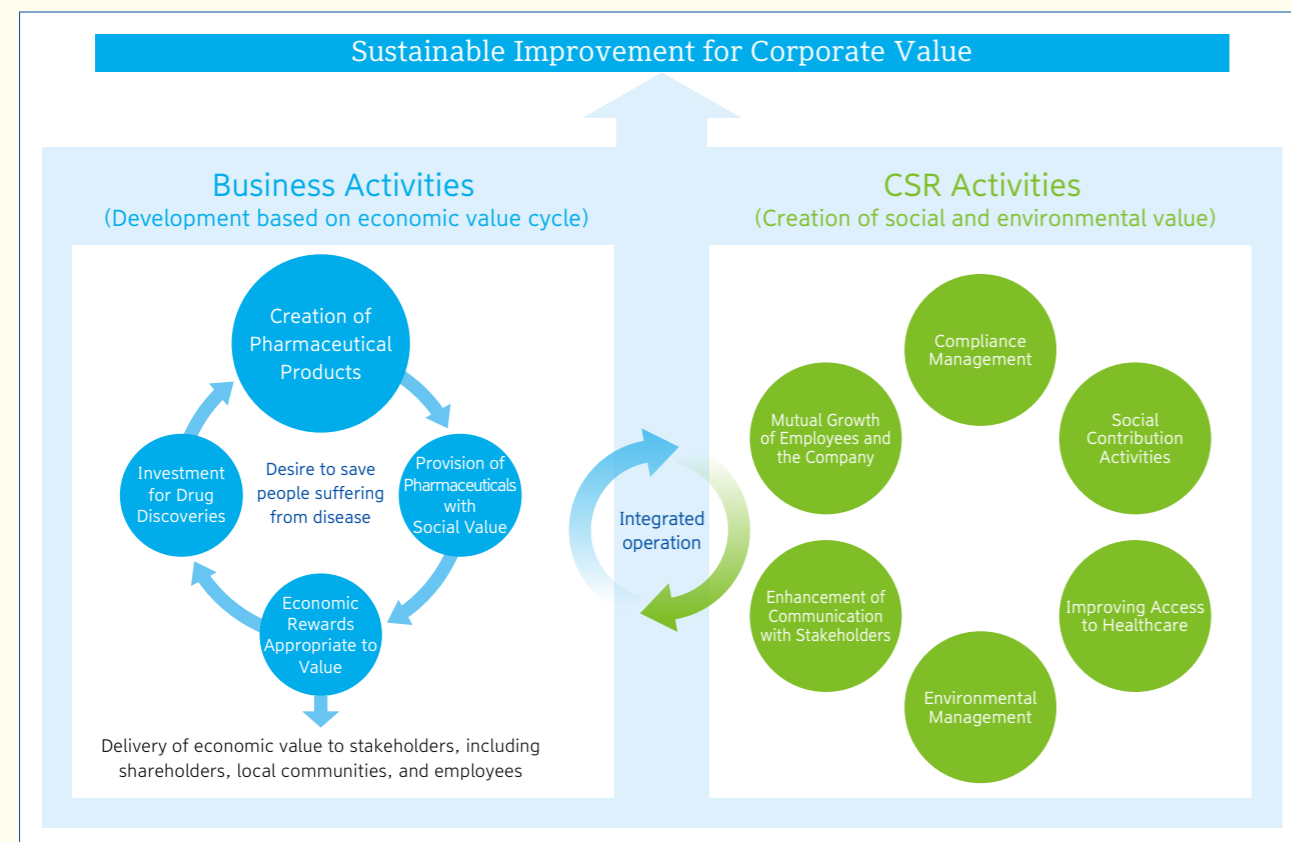 Sustainable Improvement for Corporate Value
Business Activities
(Development based on economic value cycle)
Creation of
Pharmaceutical
Products
Provision of
Pharmaceuticals
with
Social Value
Economic
Rewards
Appropriate to
Value
Investment
for Drug
Discoveries
Desire to save
people suffering
from disease
Delivery of economic value to stakeholders, including
shareholders, local communities, and employees
Integrated
operation
CSR Activities
(Creation of social and environmental value)
Compliance
Management
Social
Contribution
Activities
Improving Access
to Healthcare
Environmental
Management
Enhancement of
Communication
with Stakeholders
Mutual Growth
of Employees and
the Company